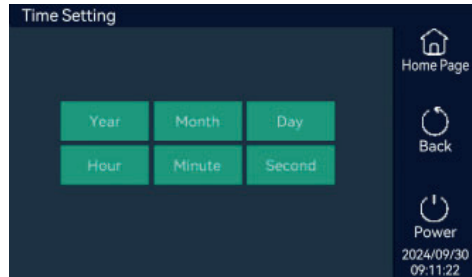 Time Setting
Home Page
Year Month Day
Back
Hour Minute Second
Power
2024/09/30
09:11:22